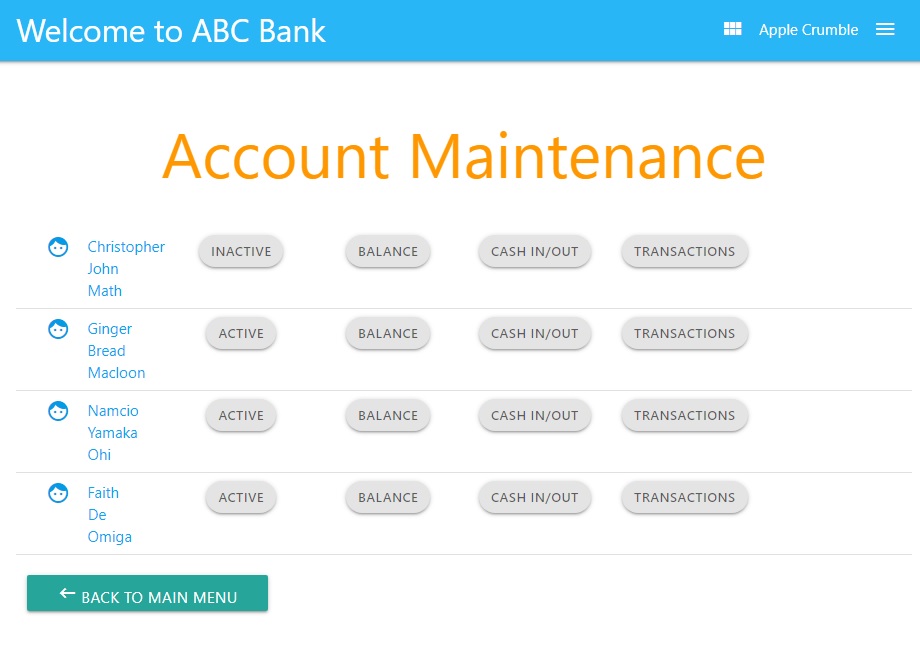 Welcome to ABC Bank
Apple Crumble
Account Maintenance
Christopher INACTIVE BALANCE CASH IN/OUT TRANSACTIONS
John
Math
Ginger ACTIVE BALANCE CASH IN/OUT TRANSACTIONS
Bread
Macloon
Namcio ACTIVE BALANCE CASH IN/OUT TRANSACTIONS
Yamaka
Ohi
Faith ACTIVE BALANCE CASH IN/OUT TRANSACTIONS
De
Omiga
BACK TO MAIN MENU